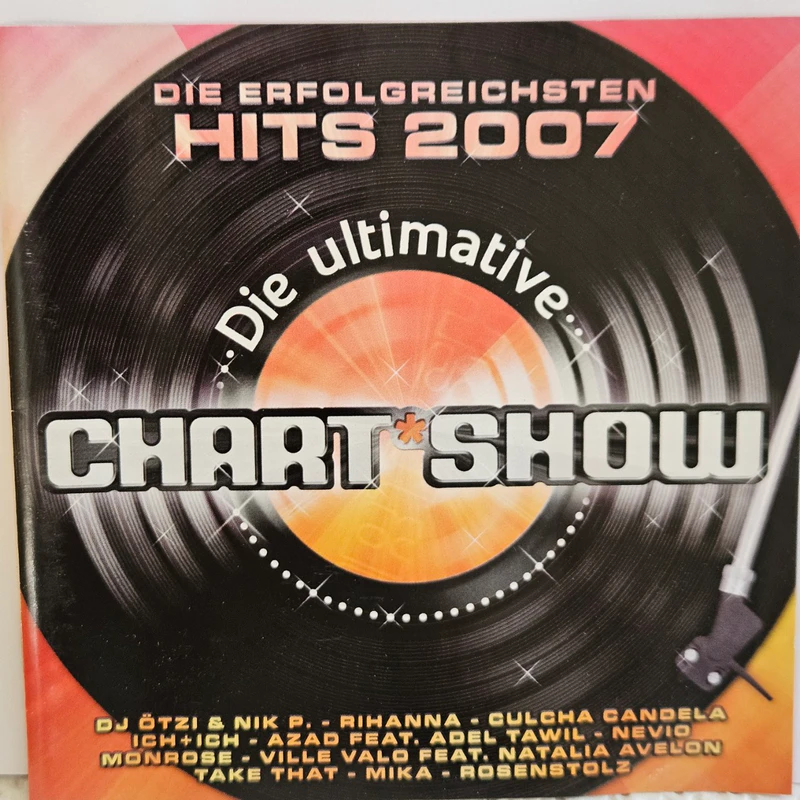 DIE ERFOLGREICHSTEN
HITS 2007
Die ultimative
CHART*SHOW
DJ ÖTZI & NIK P. - RIHANNA - CULCHA CANDELA
ICH+ICH - AZAD FEAT. ADEL TAWIL - NEVIO
MONROSE - VILLE VALO FEAT. NATALIA AVELON
TAKE THAT - MIKA - ROSENSTOLZ